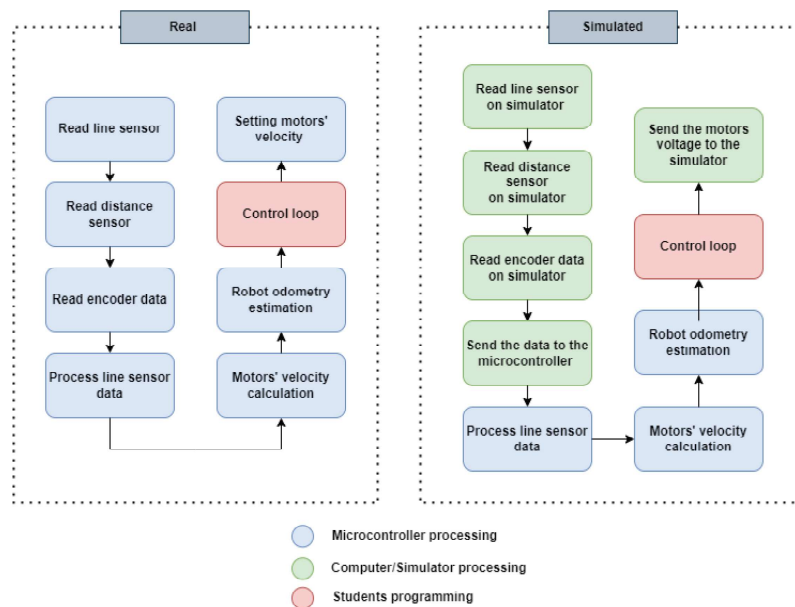 Real
Read line sensor
Read distance
sensor
Read encoder data
Process line sensor
data
Setting motors'
velocity
Control loop
Robot odometry
estimation
Motors' velocity
calculation
Simulated
Read line sensor
on simulator
Read distance
sensor
on simulator
Read encoder data
on simulator
Send the data to the
microcontroller
Process line sensor
data
Send the motors
voltage to the
simulator
Control loop
Robot odometry
estimation
Motors' velocity
calculation
Microcontroller processing
Computer/Simulator processing
Students programming